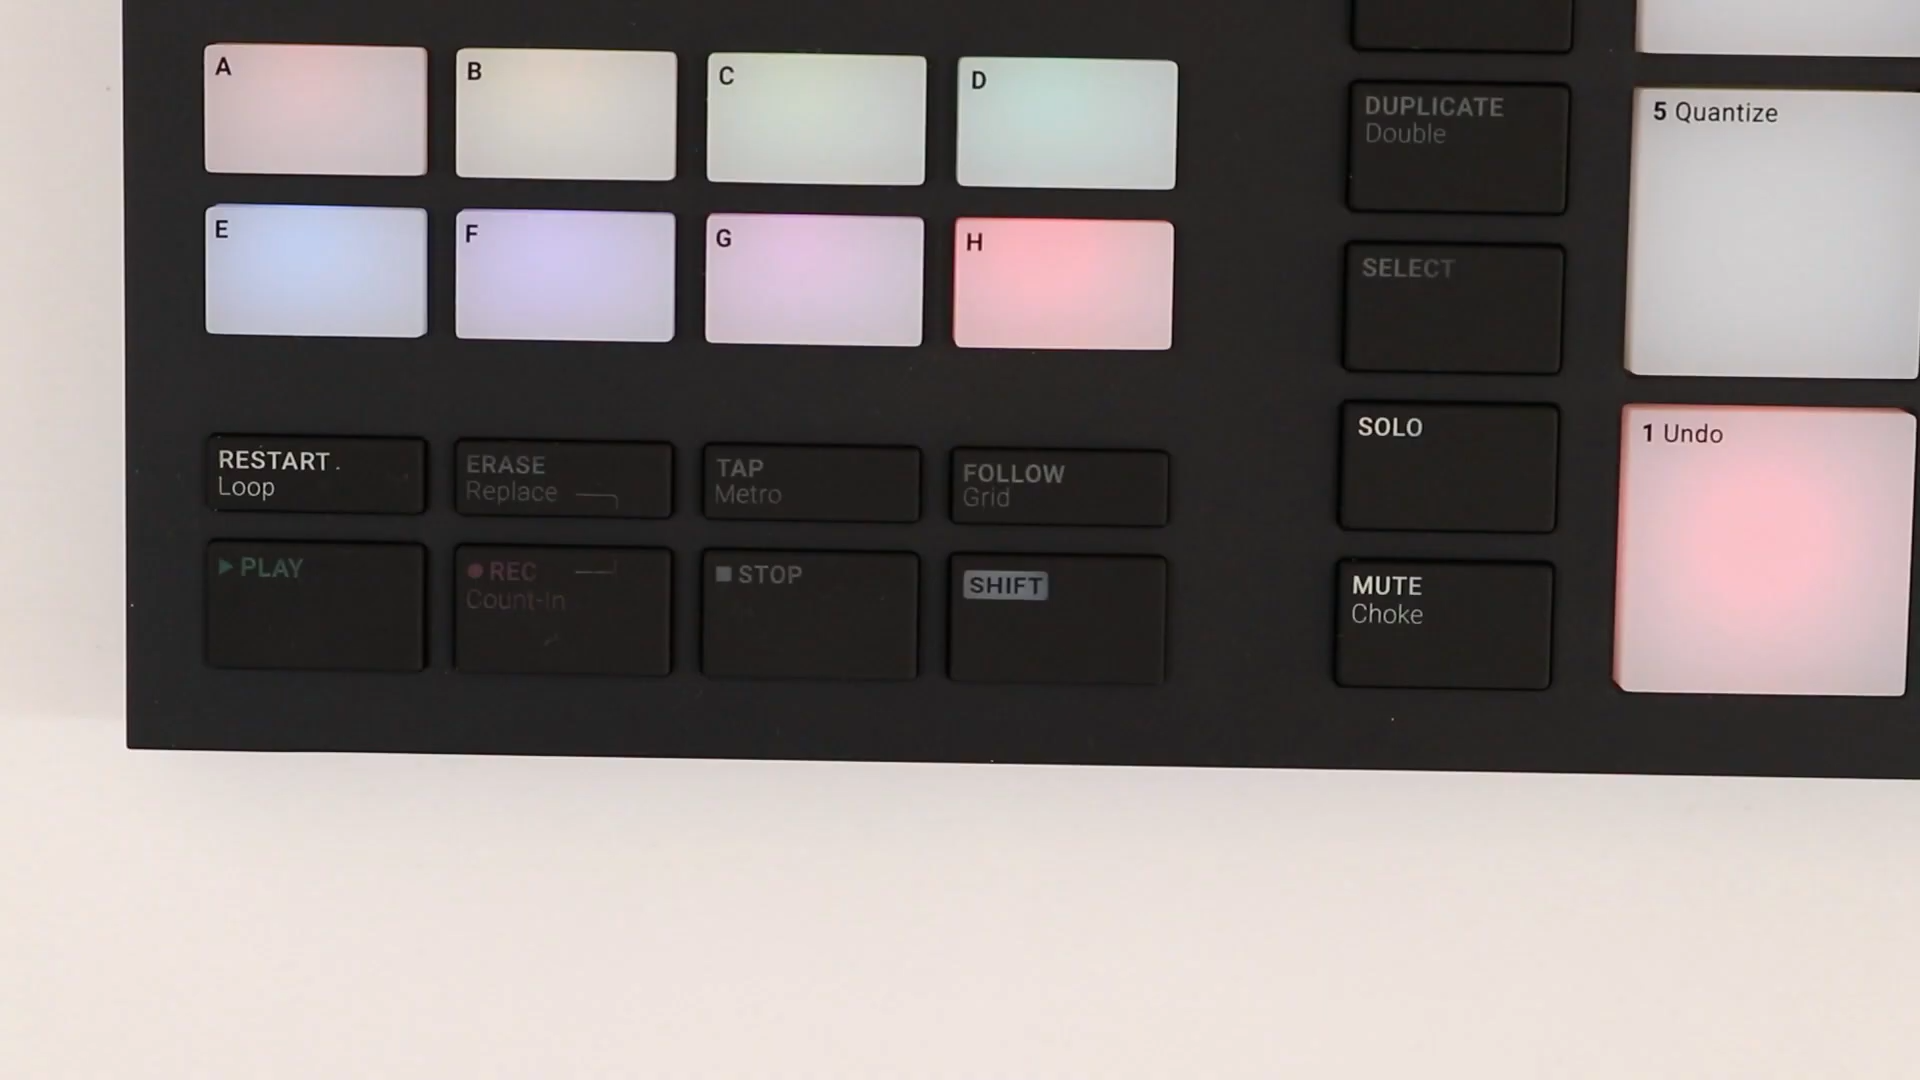 A
B
C
D
E
F
G
H
RESTART
Loop
ERASE
Replace
TAP
Metro
FOLLOW
Grid
PLAY
REC
Count-In
STOP
SHIFT
DUPLICATE
Double
SELECT
SOLO
MUTE
Choke
5 Quantize
1 Undo